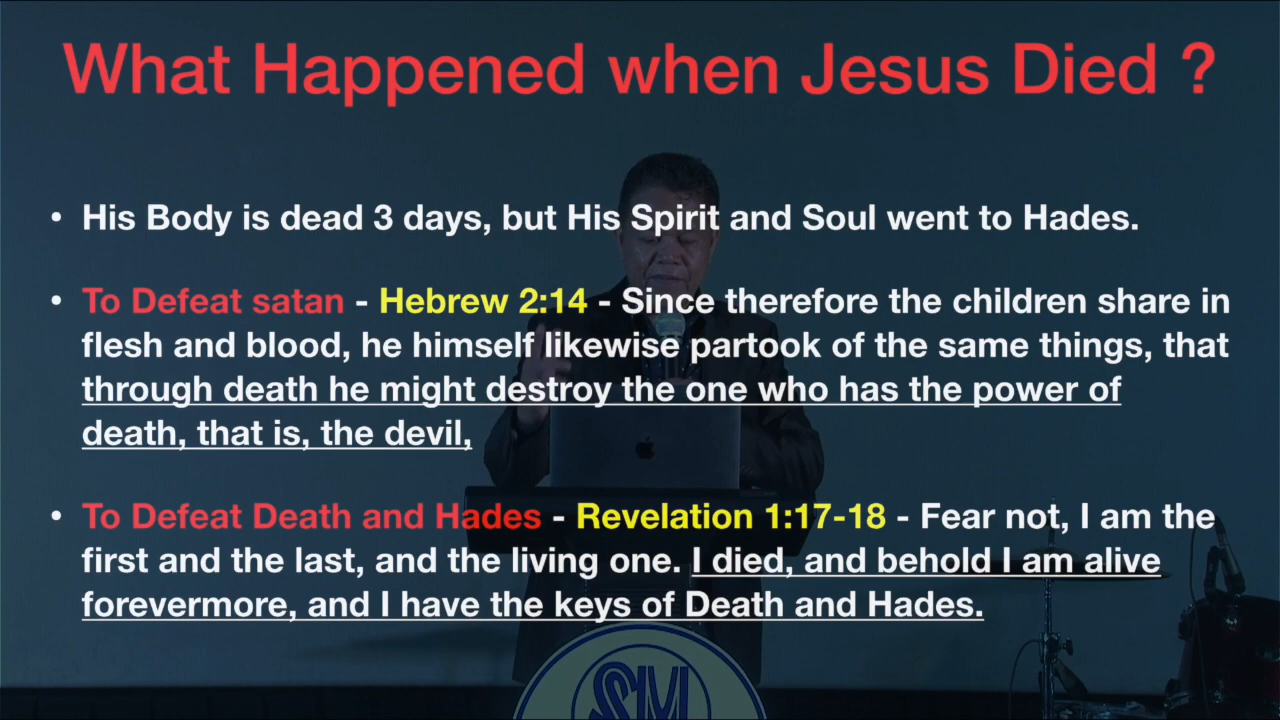 What Happened when Jesus Died ?
• His Body is dead 3 days, but His Spirit and Soul went to Hades.
• To Defeat satan - Hebrew 2:14 - Since therefore the children share in
flesh and blood, he himself likewise partook of the same things, that
through death he might destroy the one who has the power of
death, that is, the devil,
• To Defeat Death and Hades - Revelation 1:17-18 - Fear not, I am the
first and the last, and the living one. I died, and behold I am alive
forevermore, and I have the keys of Death and Hades.
SM